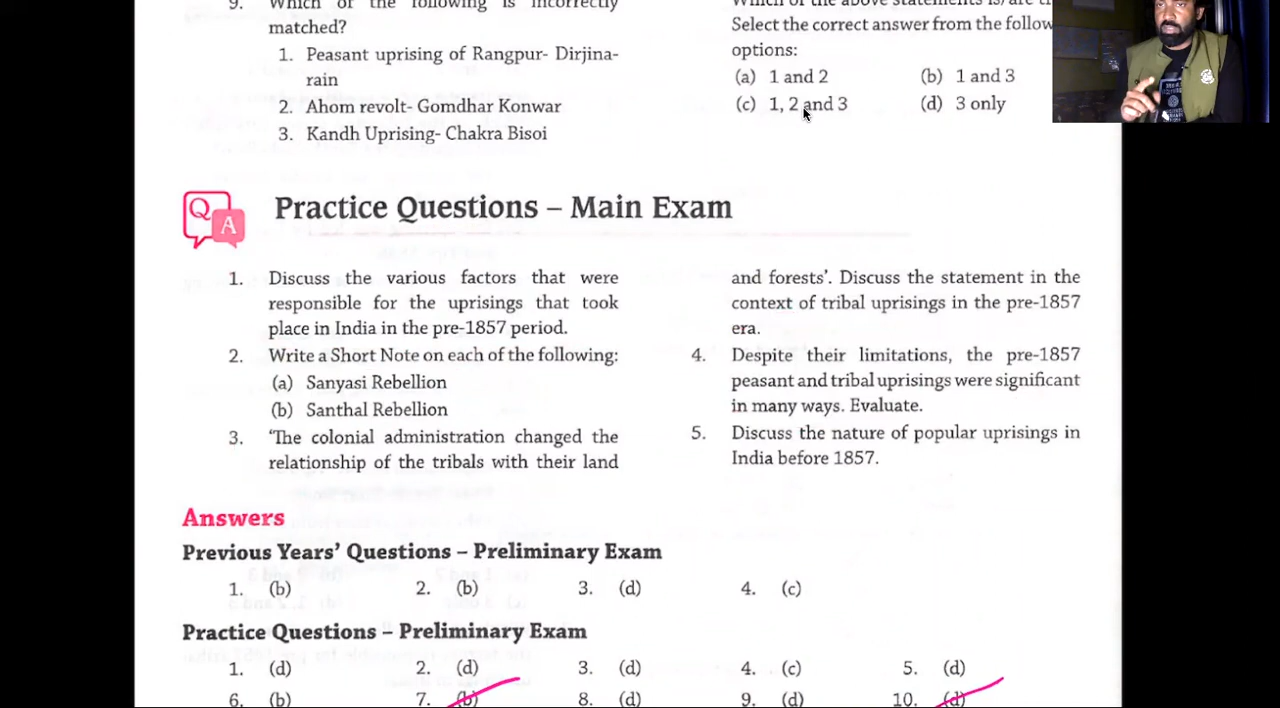 9. Which of the following is incorrectly
matched?
1. Peasant uprising of Rangpur- Dirjina-
rain
2. Ahom revolt- Gomdhar Konwar
3. Kandh Uprising- Chakra Bisoi
Which of the above statements is/are
Select the correct answer from the follow
options:
(a) 1 and 2 (b) 1 and 3
(c) 1, 2 and 3 (d) 3 only
Q A
Practice Questions – Main Exam
1. Discuss the various factors that were
responsible for the uprisings that took
place in India in the pre-1857 period.
2. Write a Short Note on each of the following:
(a) Sanyasi Rebellion
(b) Santhal Rebellion
3. ‘The colonial administration changed the
relationship of the tribals with their land
and forests’. Discuss the statement in the
context of tribal uprisings in the pre-1857
era.
4. Despite their limitations, the pre-1857
peasant and tribal uprisings were significant
in many ways. Evaluate.
5. Discuss the nature of popular uprisings in
India before 1857.
Answers
Previous Years’ Questions – Preliminary Exam
1. (b) 2. (b) 3. (d) 4. (c)
Practice Questions – Preliminary Exam
1. (d) 2. (d) 3. (d) 4. (c) 5. (d)
6. (b) 7. (b) 8. (d) 9. (d) 10. (d)